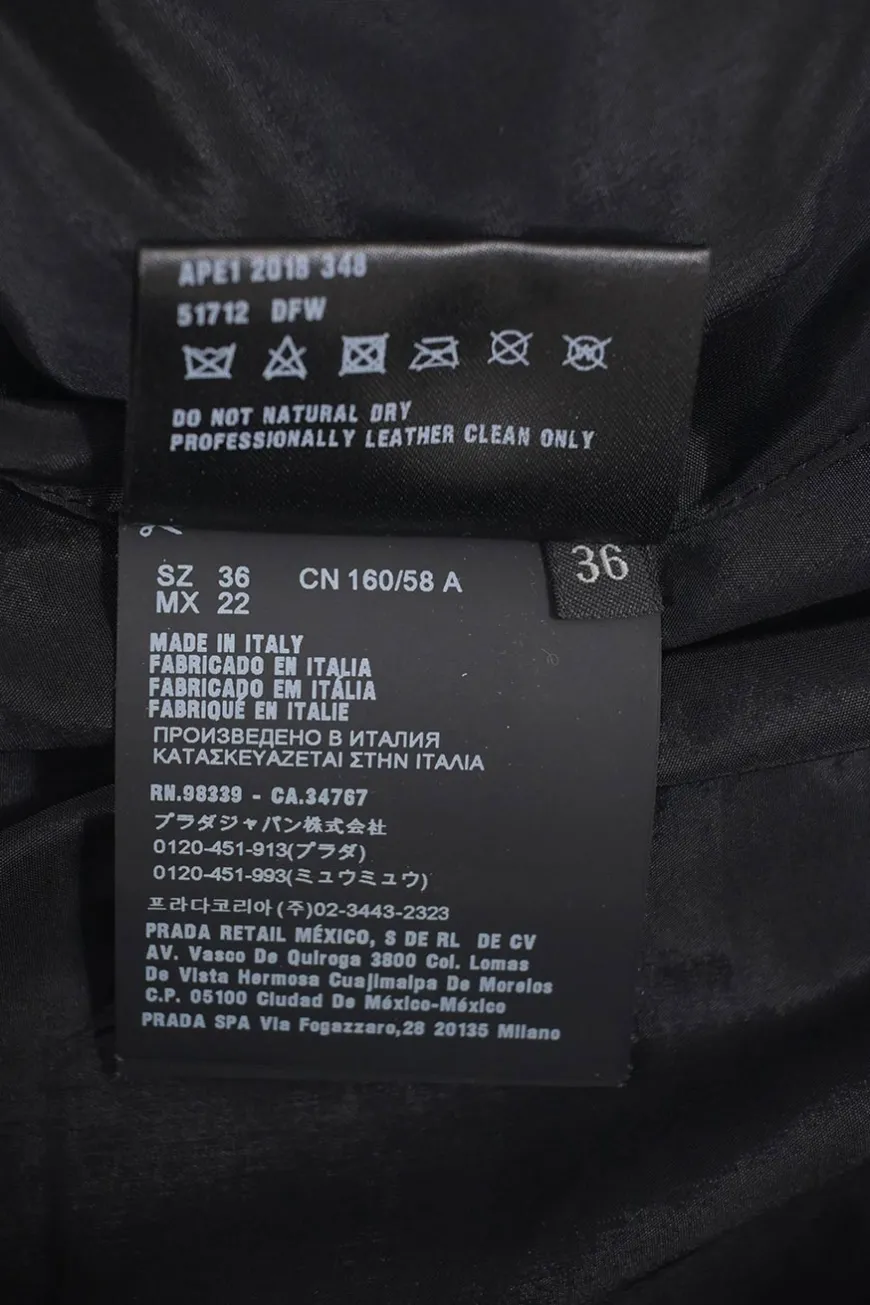 APE1 2018 348
51712 DFW
DO NOT NATURAL DRY
PROFESSIONALLY LEATHER CLEAN ONLY
36
SZ 36 CN 160/58 A
MX 22
MADE IN ITALY
FABRICADO EN ITALIA
FABRICADO EM ITÁLIA
FABRIQUÉ EN ITALIE
ПРОИЗВЕДЕНО В ИТАЛИЯ
ΚΑΤΑΣΚΕΥΑΖΕΤΑΙ ΣΤΗΝ ΙΤΑΛΙΑ
RN.98339 - CA.34767
プラダジャパン株式会社
0120-451-913(プラダ)
0120-451-993(ミュウミュウ)
프라다코리아(주)02-3443-2323
PRADA RETAIL MÉXICO, S DE RL DE CV
AV. Vasco De Quiroga 3800 Col. Lomas
De Vista Hermosa Cuajimalpa De Morelos
C.P. 05100 Ciudad De México-México
PRADA SPA Via Fogazzaro,28 20135 Milano